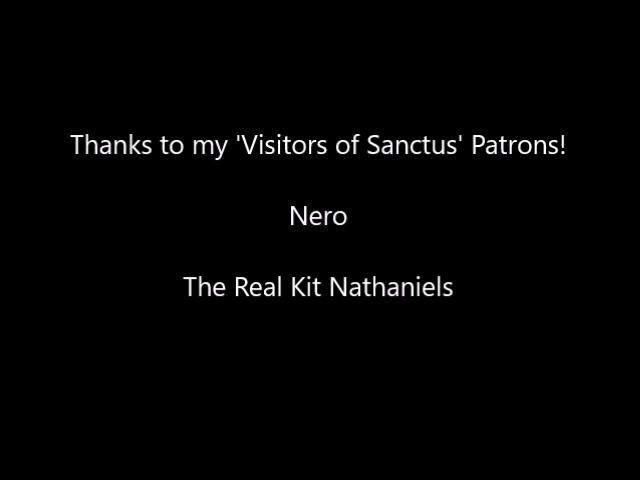 Thanks to my 'Visitors of Sanctus' Patrons!
Nero
The Real Kit Nathaniels